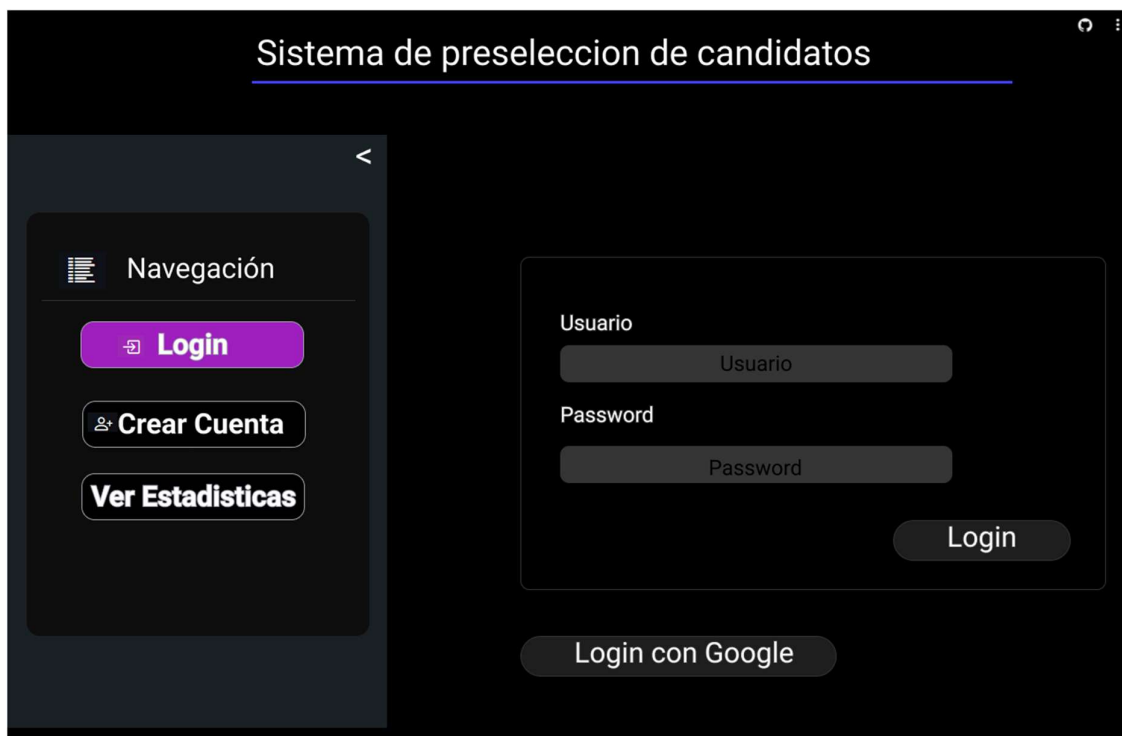 Sistema de preseleccion de candidatos
<
Navegación
Login
Crear Cuenta
Ver Estadisticas
Usuario
Usuario
Password
Password
Login
Login con Google